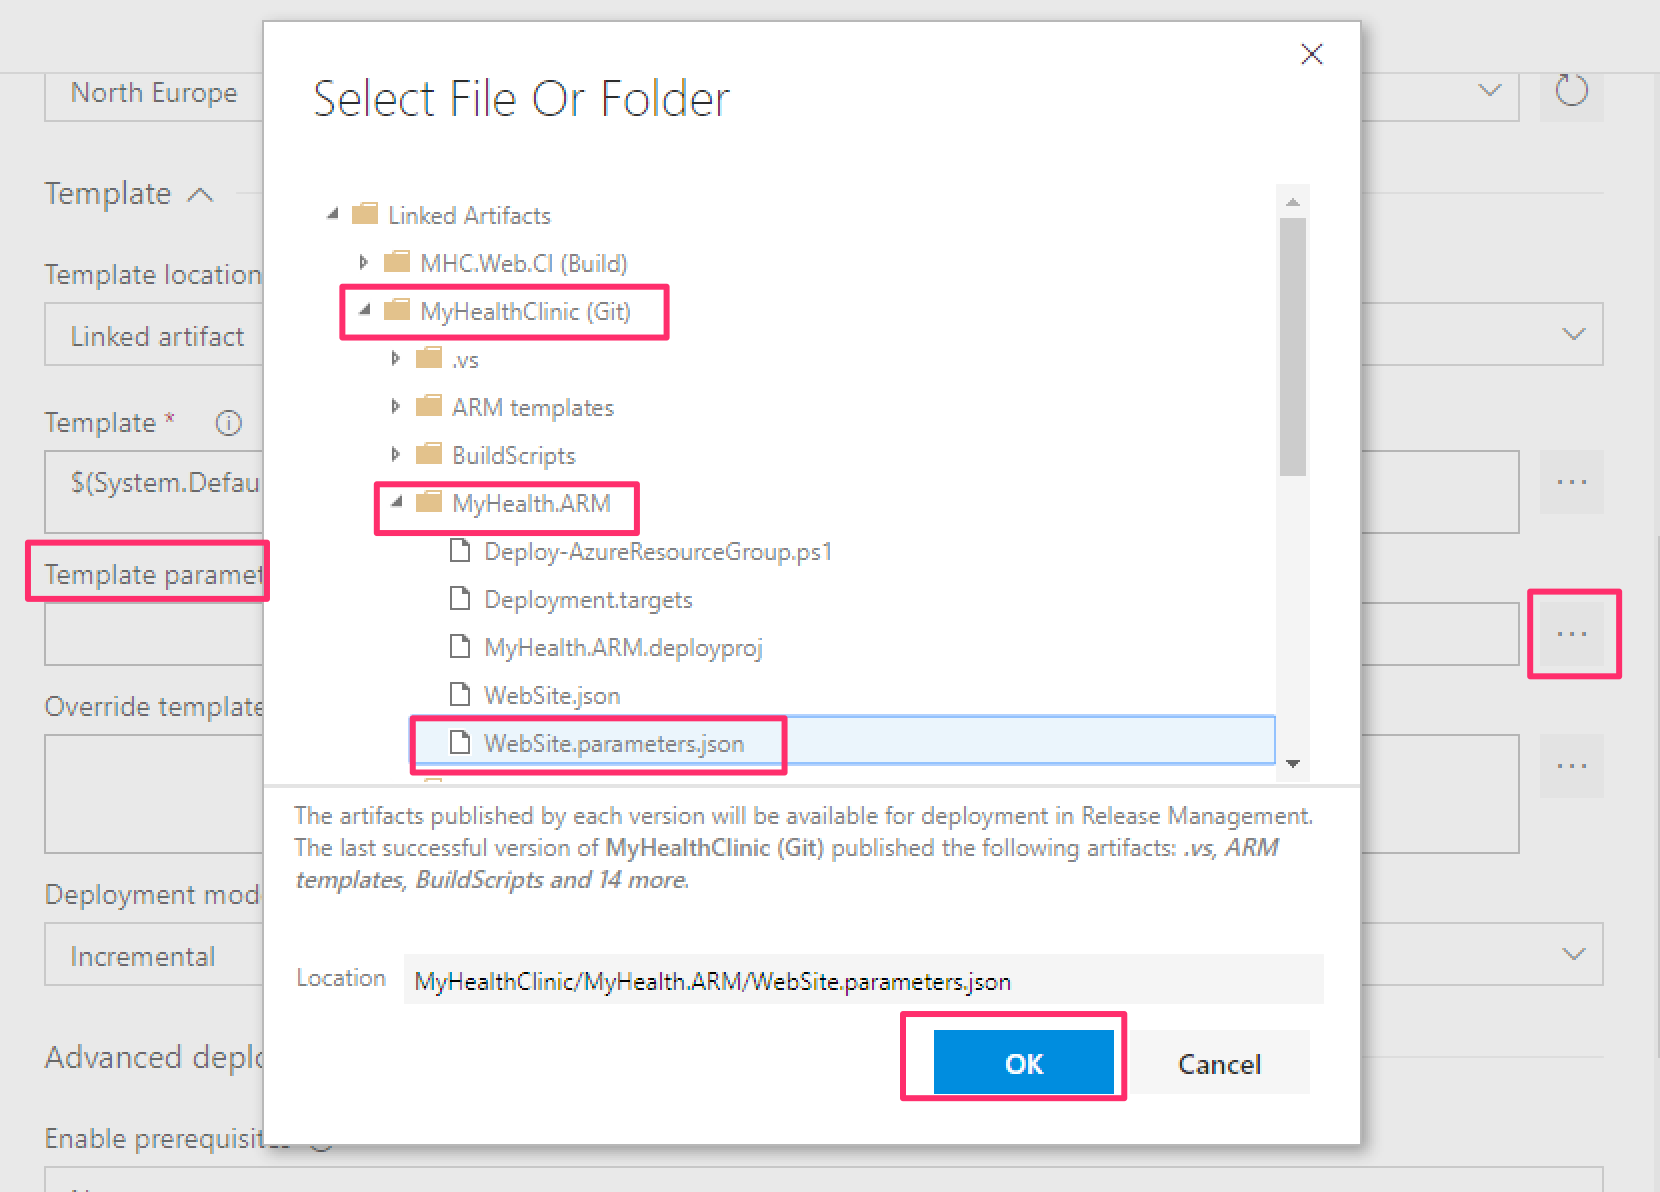 Select File Or Folder
North Europe
Template
Linked Artifacts
MHC.Web.CI (Build)
Template location
MyHealthClinic (Git)
Linked artifact
.vs
ARM templates
Template *
BuildScripts
$(System.Defau
MyHealth.ARM
Deploy-AzureResourceGroup.ps1
Template paramet
Deployment.targets
MyHealth.ARM.deployproj
WebSite.json
Override template
WebSite.parameters.json
The artifacts published by each version will be available for deployment in Release Management.
The last successful version of MyHealthClinic (Git) published the following artifacts: .vs, ARM
templates, BuildScripts and 14 more.
Deployment mod
Incremental
Location MyHealthClinic/MyHealth.ARM/WebSite.parameters.json
Advanced deplo
OK Cancel
Enable prerequisit